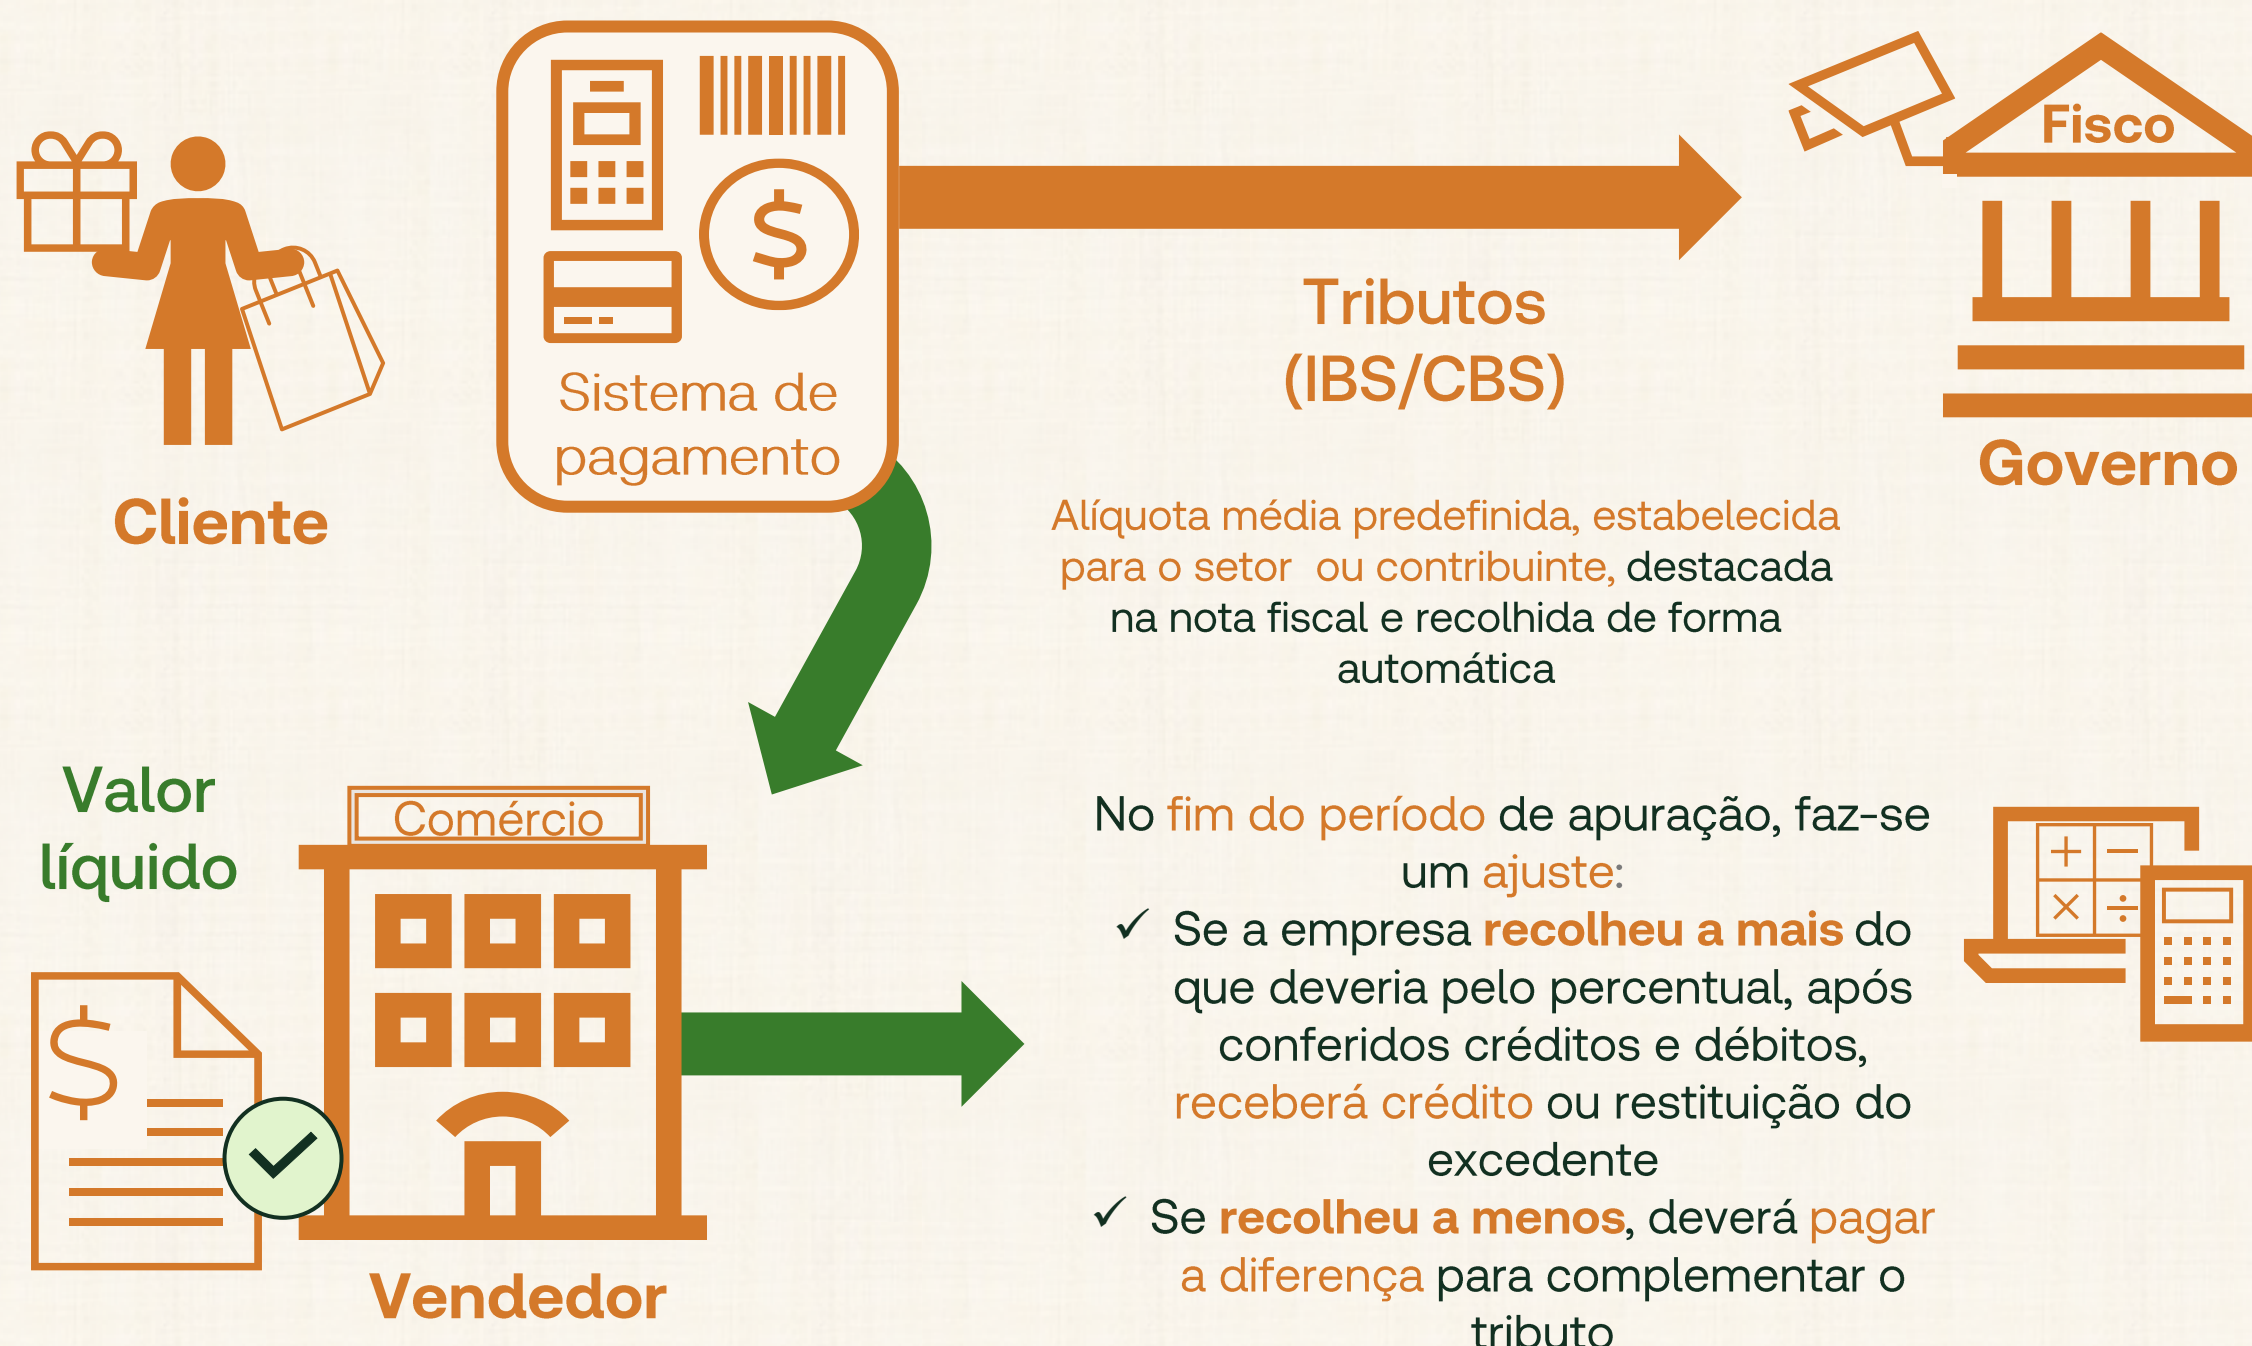 Fisco
Governo
Sistema de
pagamento
Cliente
Tributos
(IBS/CBS)
Alíquota média predefinida, estabelecida
para o setor  ou contribuinte, destacada
na nota fiscal e recolhida de forma
automática
Valor
líquido
Comércio
Vendedor
No fim do período de apuração, faz-se
um ajuste:
✓ Se a empresa recolheu a mais do
que deveria pelo percentual, após
conferidos créditos e débitos,
receberá crédito ou restituição do
excedente
✓ Se recolheu a menos, deverá pagar
a diferença para complementar o
tributo